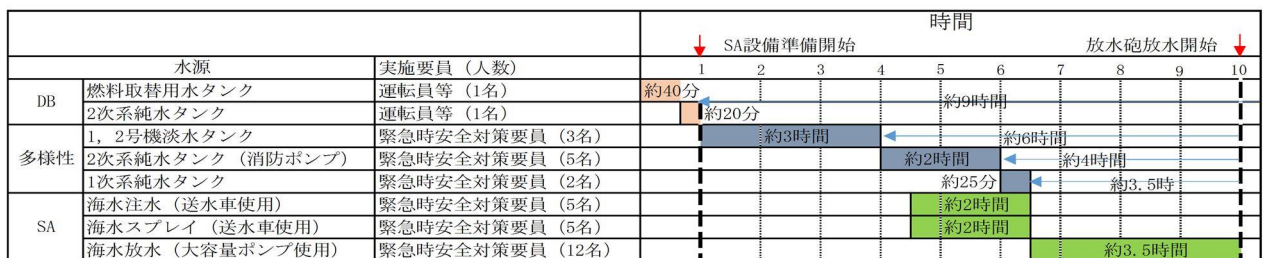 時間
SA設備準備開始 放水砲放水開始
水源 実施要員（人数） 1 2 3 4 5 6 7 8 9 10
DB
燃料取替用水タンク 運転員等（1名） 約40分
約9時間
2次系純水タンク 運転員等（1名） 約20分
多様性
1，2号機淡水タンク 緊急時安全対策要員（3名） 約3時間 約6時間
2次系純水タンク（消防ポンプ） 緊急時安全対策要員（5名） 約2時間 約4時間
1次系純水タンク 緊急時安全対策要員（2名） 約25分 約3.5時
SA
海水注水（送水車使用） 緊急時安全対策要員（5名） 約2時間
海水スプレイ（送水車使用） 緊急時安全対策要員（5名） 約2時間
海水放水（大容量ポンプ使用） 緊急時安全対策要員（12名） 約3.5時間